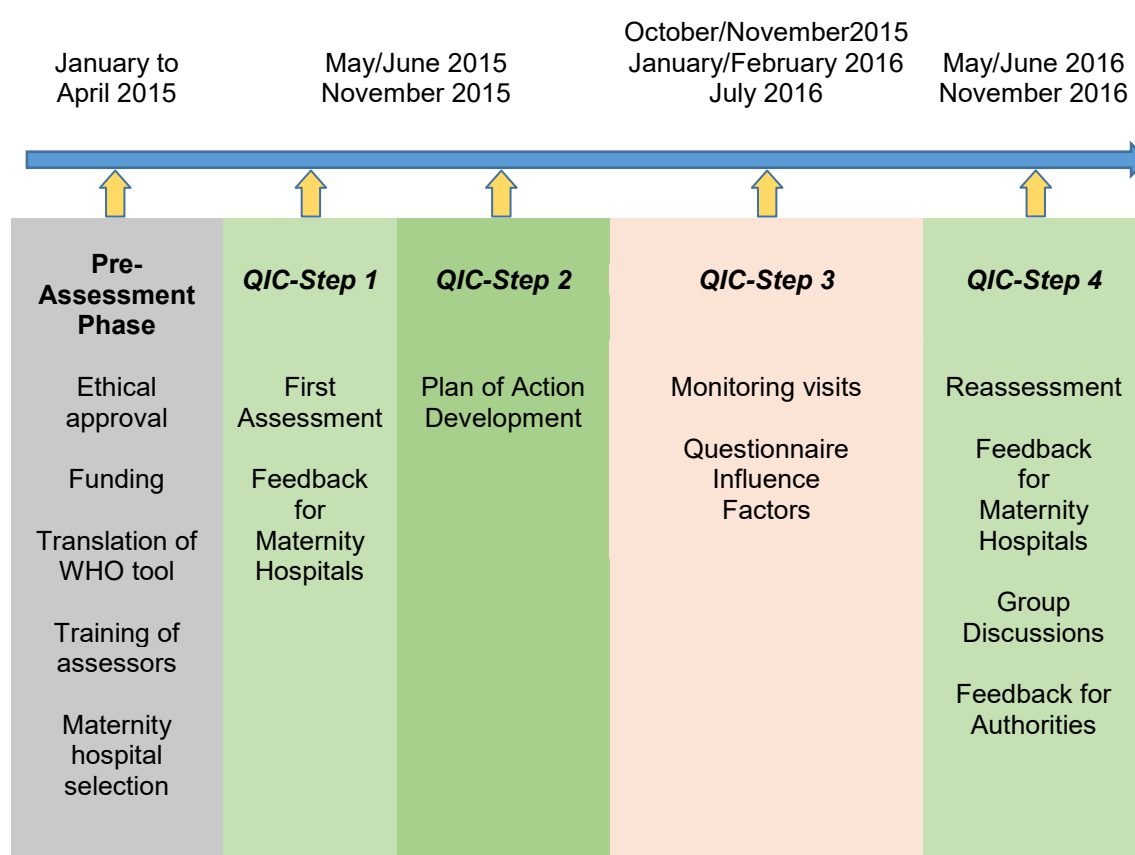 January to
April 2015
May/June 2015
November 2015
October/November2015
January/February 2016
July 2016
May/June 2016
November 2016
Pre-
Assessment
Phase
Ethical
approval
Funding
Translation of
WHO tool
Training of
assessors
Maternity
hospital
selection
QIC-Step 1
First
Assessment
Feedback
for
Maternity
Hospitals
QIC-Step 2
Plan of Action
Development
QIC-Step 3
Monitoring visits
Questionnaire
Influence
Factors
QIC-Step 4
Reassessment
Feedback
for
Maternity
Hospitals
Group
Discussions
Feedback for
Authorities